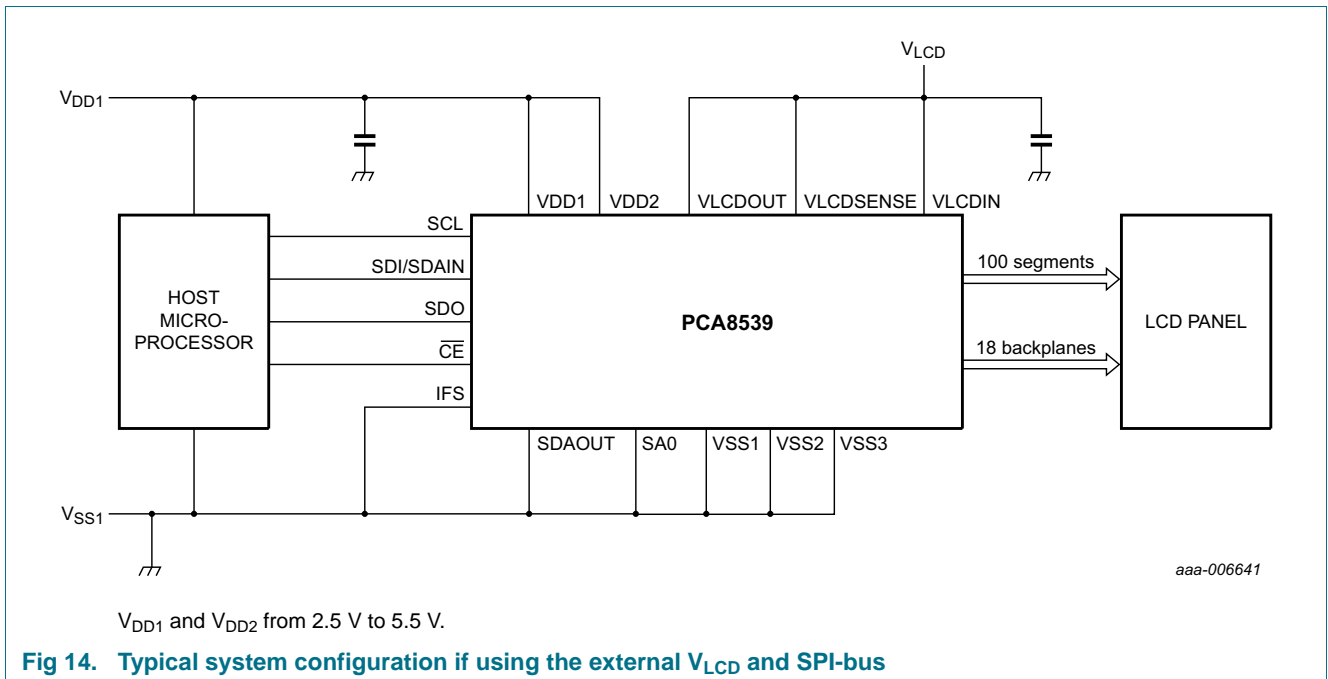 VLCD
VDD1
VDD1
VDD2
VLCDOUT
VLCDSENSE
VLCDIN
SCL
SDI/SDAIN
SDO
CE
IFS
HOST
MICRO-
PROCESSOR
PCA8539
100 segments
18 backplanes
LCD PANEL
SDAOUT
SA0
VSS1
VSS2
VSS3
VSS1
aaa-006641
VDD1 and VDD2 from 2.5 V to 5.5 V.
Fig 14. Typical system configuration if using the external VLCD and SPI-bus